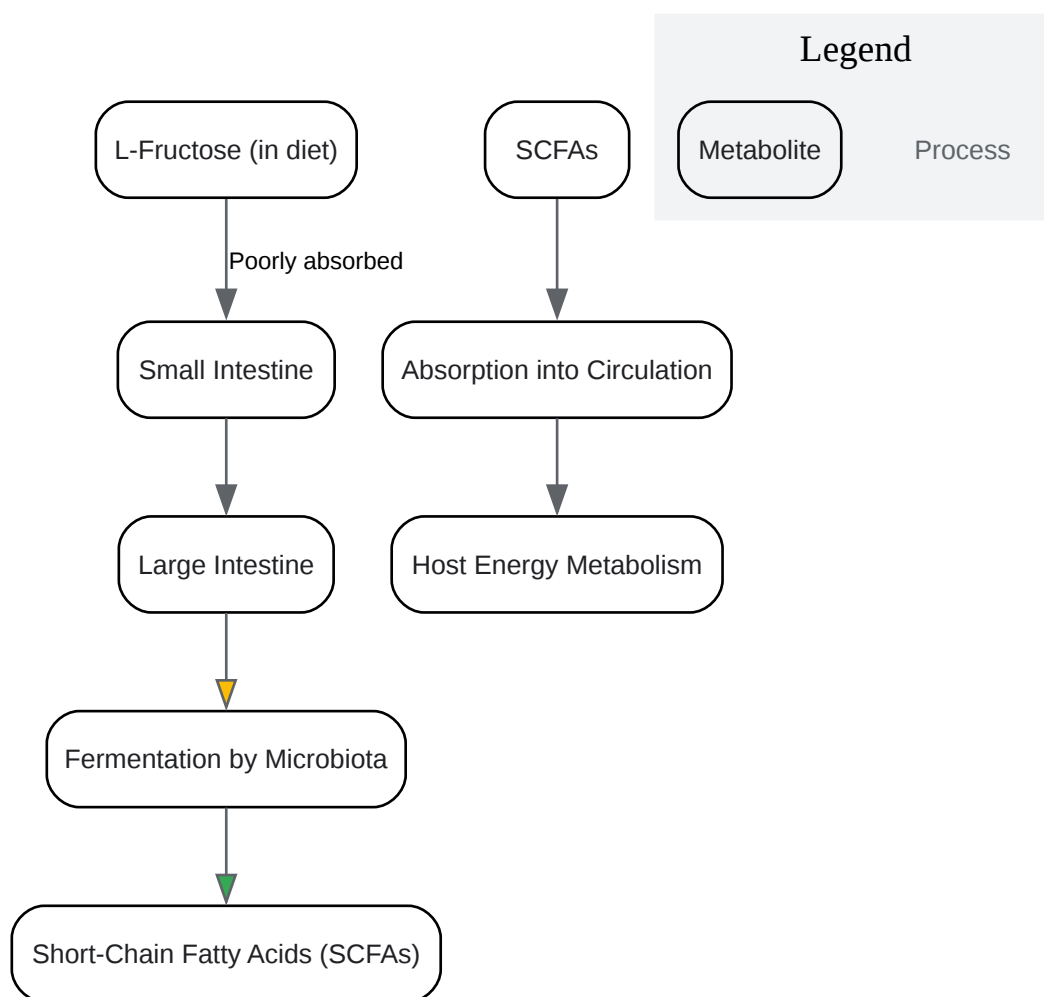 Legend
L-Fructose (in diet)
SCFAs
Metabolite
Process
Poorly absorbed
Small Intestine
Absorption into Circulation
Large Intestine
Host Energy Metabolism
Fermentation by Microbiota
Short-Chain Fatty Acids (SCFAs)